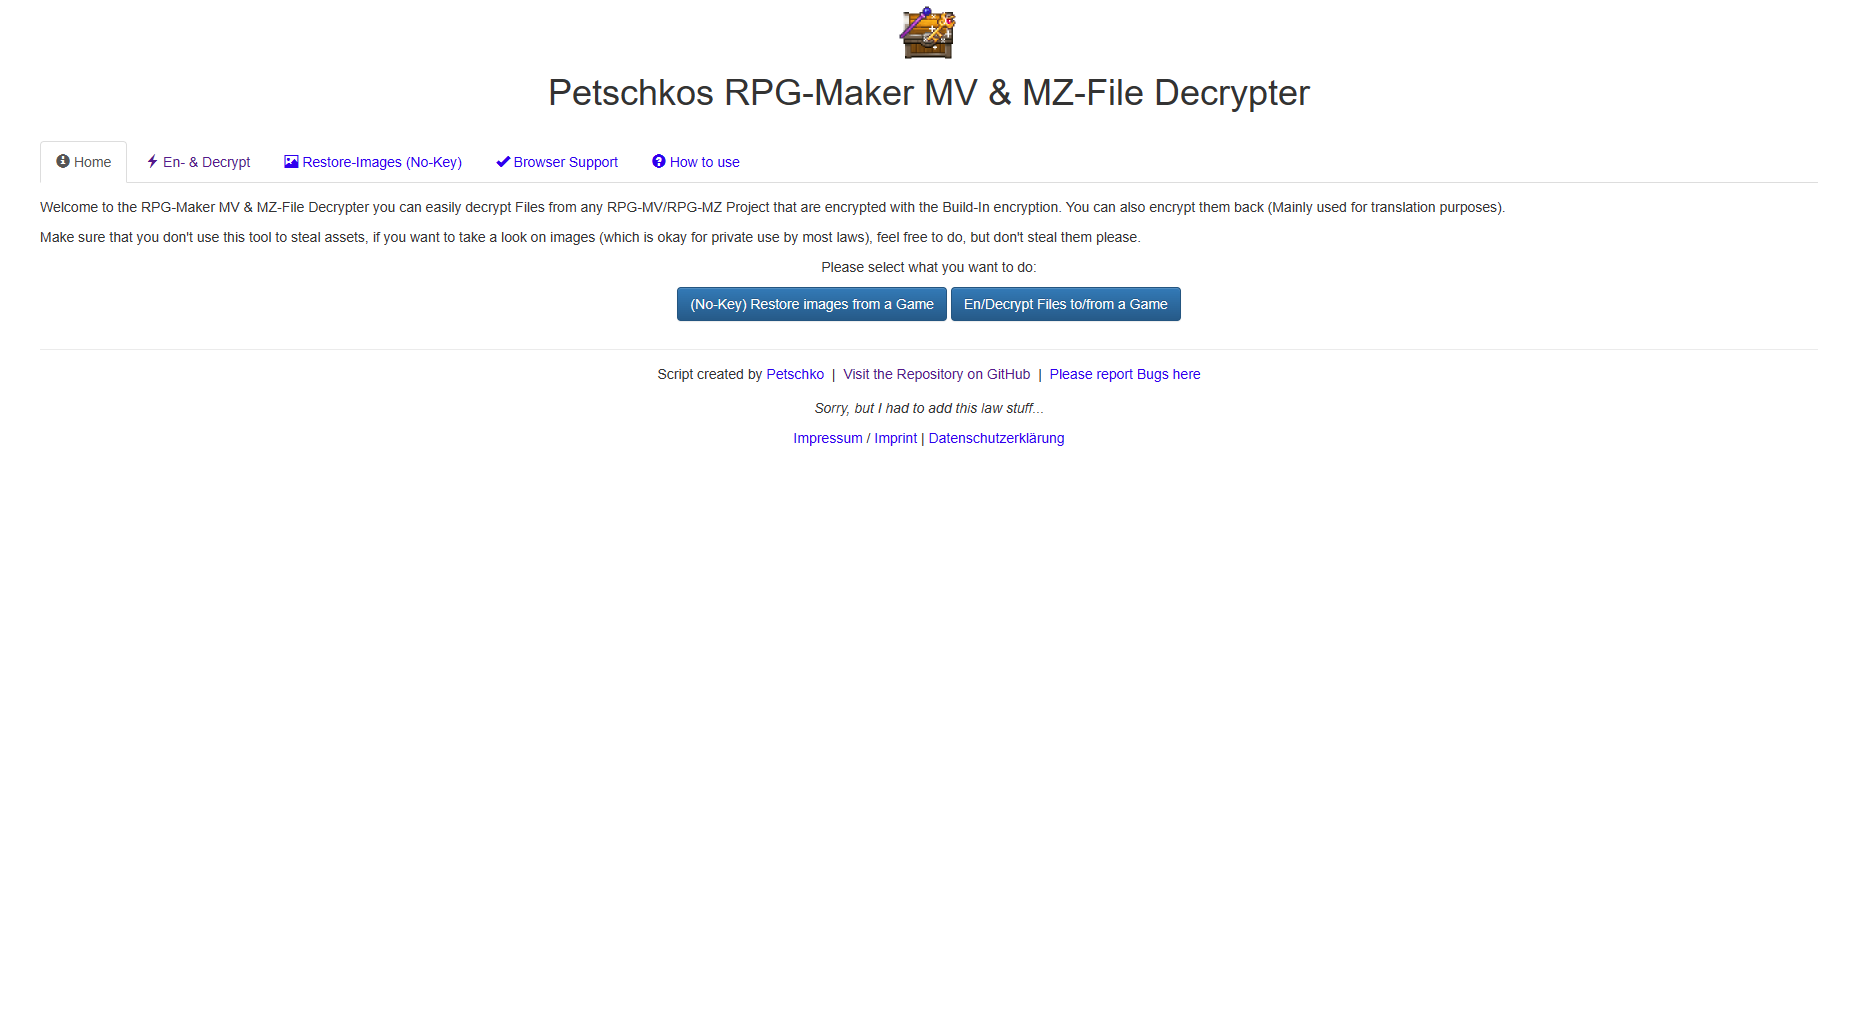 Petschkos RPG-Maker MV & MZ-File Decrypter
Home
En- & Decrypt
Restore-Images (No-Key)
Browser Support
How to use
Welcome to the RPG-Maker MV & MZ-File Decrypter you can easily decrypt Files from any RPG-MV/RPG-MZ Project that are encrypted with the Build-In encryption. You can also encrypt them back (Mainly used for translation purposes).
Make sure that you don't use this tool to steal assets, if you want to take a look on images (which is okay for private use by most laws), feel free to do, but don't steal them please.
Please select what you want to do:
(No-Key) Restore images from a Game
En/Decrypt Files to/from a Game
Script created by Petschko | Visit the Repository on GitHub | Please report Bugs here
Sorry, but I had to add this law stuff...
Impressum / Imprint | Datenschutzerklärung